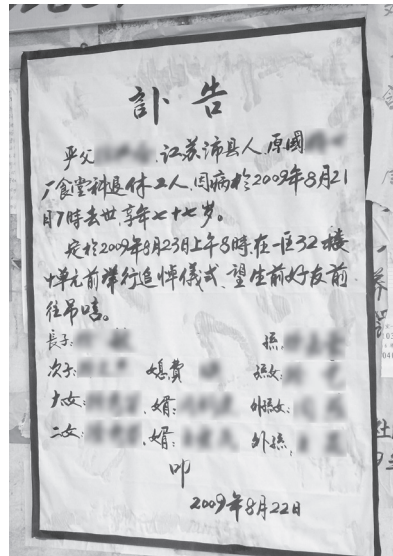 訃告
严父 江苏沛县人,原國
厂食堂科退休工人,因病於2009年8月21
日7時去世,享年七十七岁。
定於2009年8月23日上午8時,在一区32楼
十单元前举行追悼儀式,望生前好友前
往吊唁。
長子: 孫:
次子: 媳 費 孫女:
大女: 婿: 外孫女:
二女: 婿: 外孫:
叩
2009年8月22日